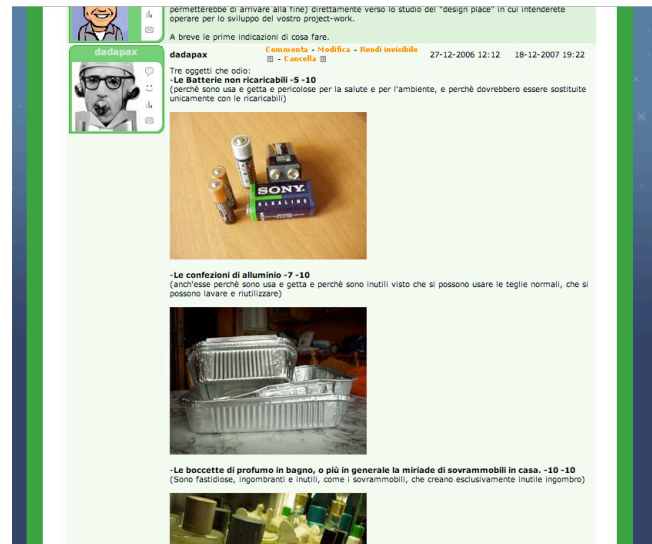 permetterebbe di arrivare alla fine) direttamente verso lo studio del "design place" in cui intenderete
operare per lo sviluppo del vostro project-work.
A breve le prime indicazioni di cosa fare.
dadapax
dadapax
Commenta - Modifica - Rendi invisibile
- Cancella
27-12-2006 12:12
18-12-2007 19:22
Tre oggetti che odio:
-Le Batterie non ricaricabili -5 -10
(perchè sono usa e getta e pericolose per la salute e per l'ambiente, e perchè dovrebbero essere sostituite
unicamente con le ricaricabili)
SONY
ALKALINE
-Le confezioni di alluminio -7 -10
(anch'esse perchè sono usa e getta e perchè sono inutili visto che si possono usare le teglie normali, che si
possono lavare e riutilizzare)
-Le boccette di profumo in bagno, o più in generale la miriade di sovrammobili in casa. -10 -10
(Sono fastidiose, ingombranti e inutili, come i sovrammobili, che creano esclusivamente inutile ingombro)